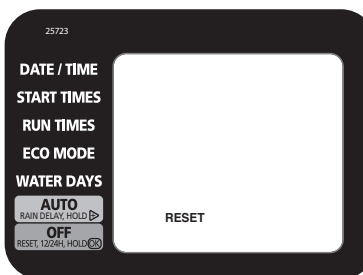 25723
DATE / TIME
START TIMES
RUN TIMES
ECO MODE
WATER DAYS
AUTO
RAIN DELAY, HOLD
OFF
RESET, 12/24H, HOLD OK
RESET